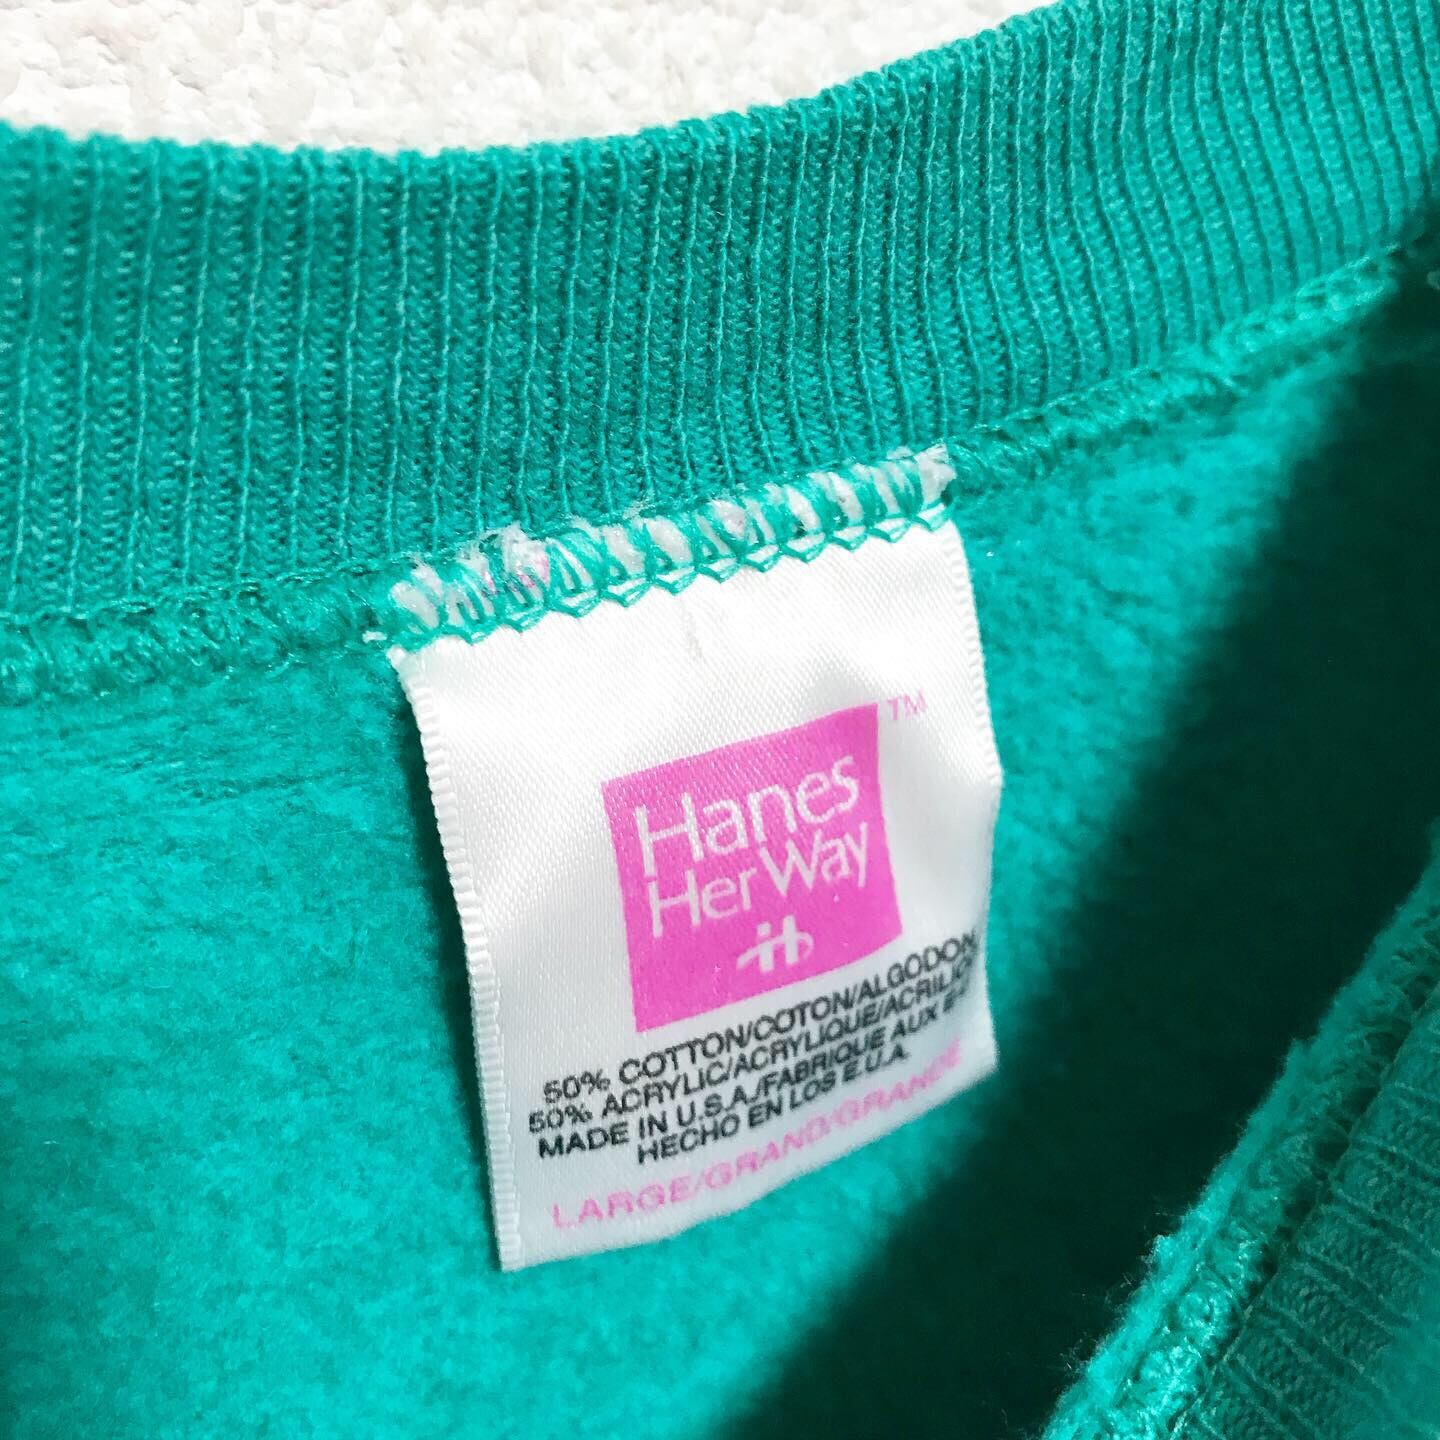 TM
Hanes
Her Way
50% COTTON/COTON/ALGODON
50% ACRYLIC/ACRYLIQUE/ACRILICO
MADE IN U.S.A./FABRIQUE AUX E.U.
HECHO EN LOS E.U.A.
LARGE/GRAND/GRANDE